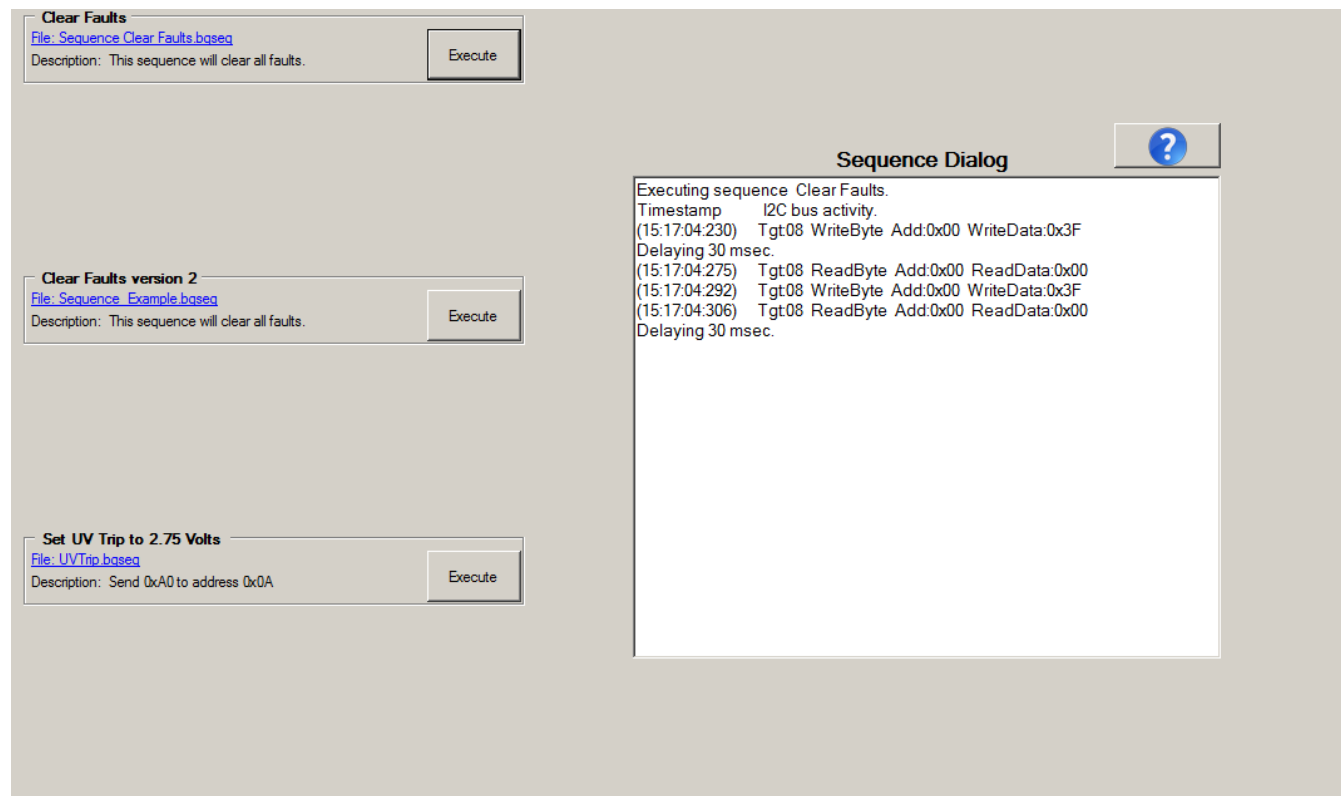 Clear Faults
File: Sequence Clear Faults.bqseq
Description: This sequence will clear all faults.
Execute
Clear Faults version 2
File: Sequence_Example.bqseq
Description: This sequence will clear all faults.
Execute
Set UV Trip to 2.75 Volts
File: UVTrip.bqseq
Description: Send 0xA0 to address 0x0A
Execute
?
Sequence Dialog
Executing sequence Clear Faults.
Timestamp I2C bus activity.
(15:17:04:230) Tgt:08 WriteByte Add:0x00 WriteData:0x3F
Delaying 30 msec.
(15:17:04:275) Tgt:08 ReadByte Add:0x00 ReadData:0x00
(15:17:04:292) Tgt:08 WriteByte Add:0x00 WriteData:0x3F
(15:17:04:306) Tgt:08 ReadByte Add:0x00 ReadData:0x00
Delaying 30 msec.